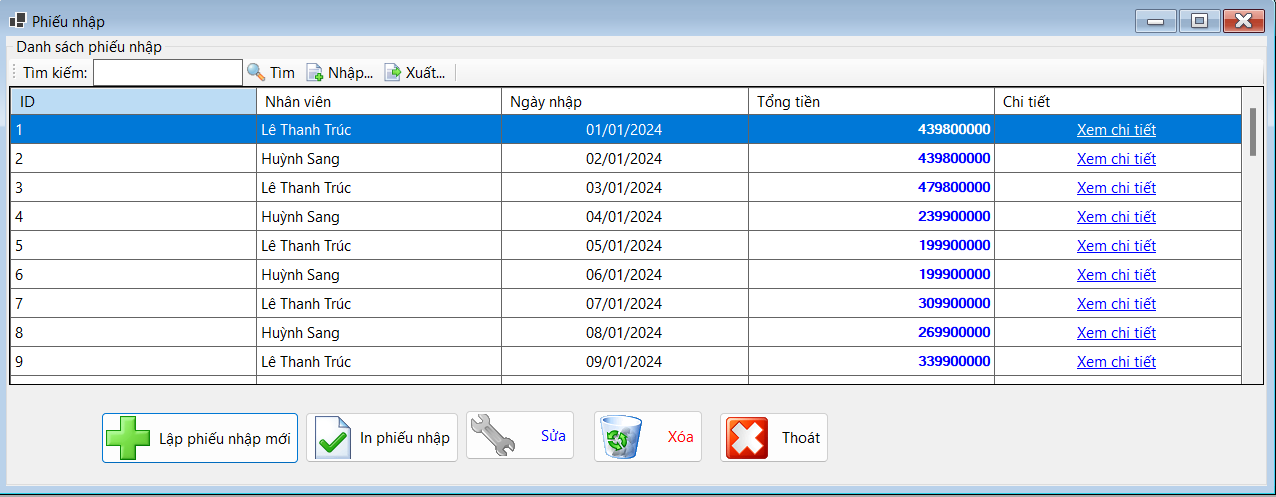 Phiếu nhập
Danh sách phiếu nhập
Tìm kiếm: Tìm Nhập... Xuất...
ID Nhân viên Ngày nhập Tổng tiền Chi tiết
1 Lê Thanh Trúc 01/01/2024 439800000 Xem chi tiết
2 Huỳnh Sang 02/01/2024 439800000 Xem chi tiết
3 Lê Thanh Trúc 03/01/2024 479800000 Xem chi tiết
4 Huỳnh Sang 04/01/2024 239900000 Xem chi tiết
5 Lê Thanh Trúc 05/01/2024 199900000 Xem chi tiết
6 Huỳnh Sang 06/01/2024 199900000 Xem chi tiết
7 Lê Thanh Trúc 07/01/2024 309900000 Xem chi tiết
8 Huỳnh Sang 08/01/2024 269900000 Xem chi tiết
9 Lê Thanh Trúc 09/01/2024 339900000 Xem chi tiết
Lập phiếu nhập mới In phiếu nhập Sửa Xóa Thoát